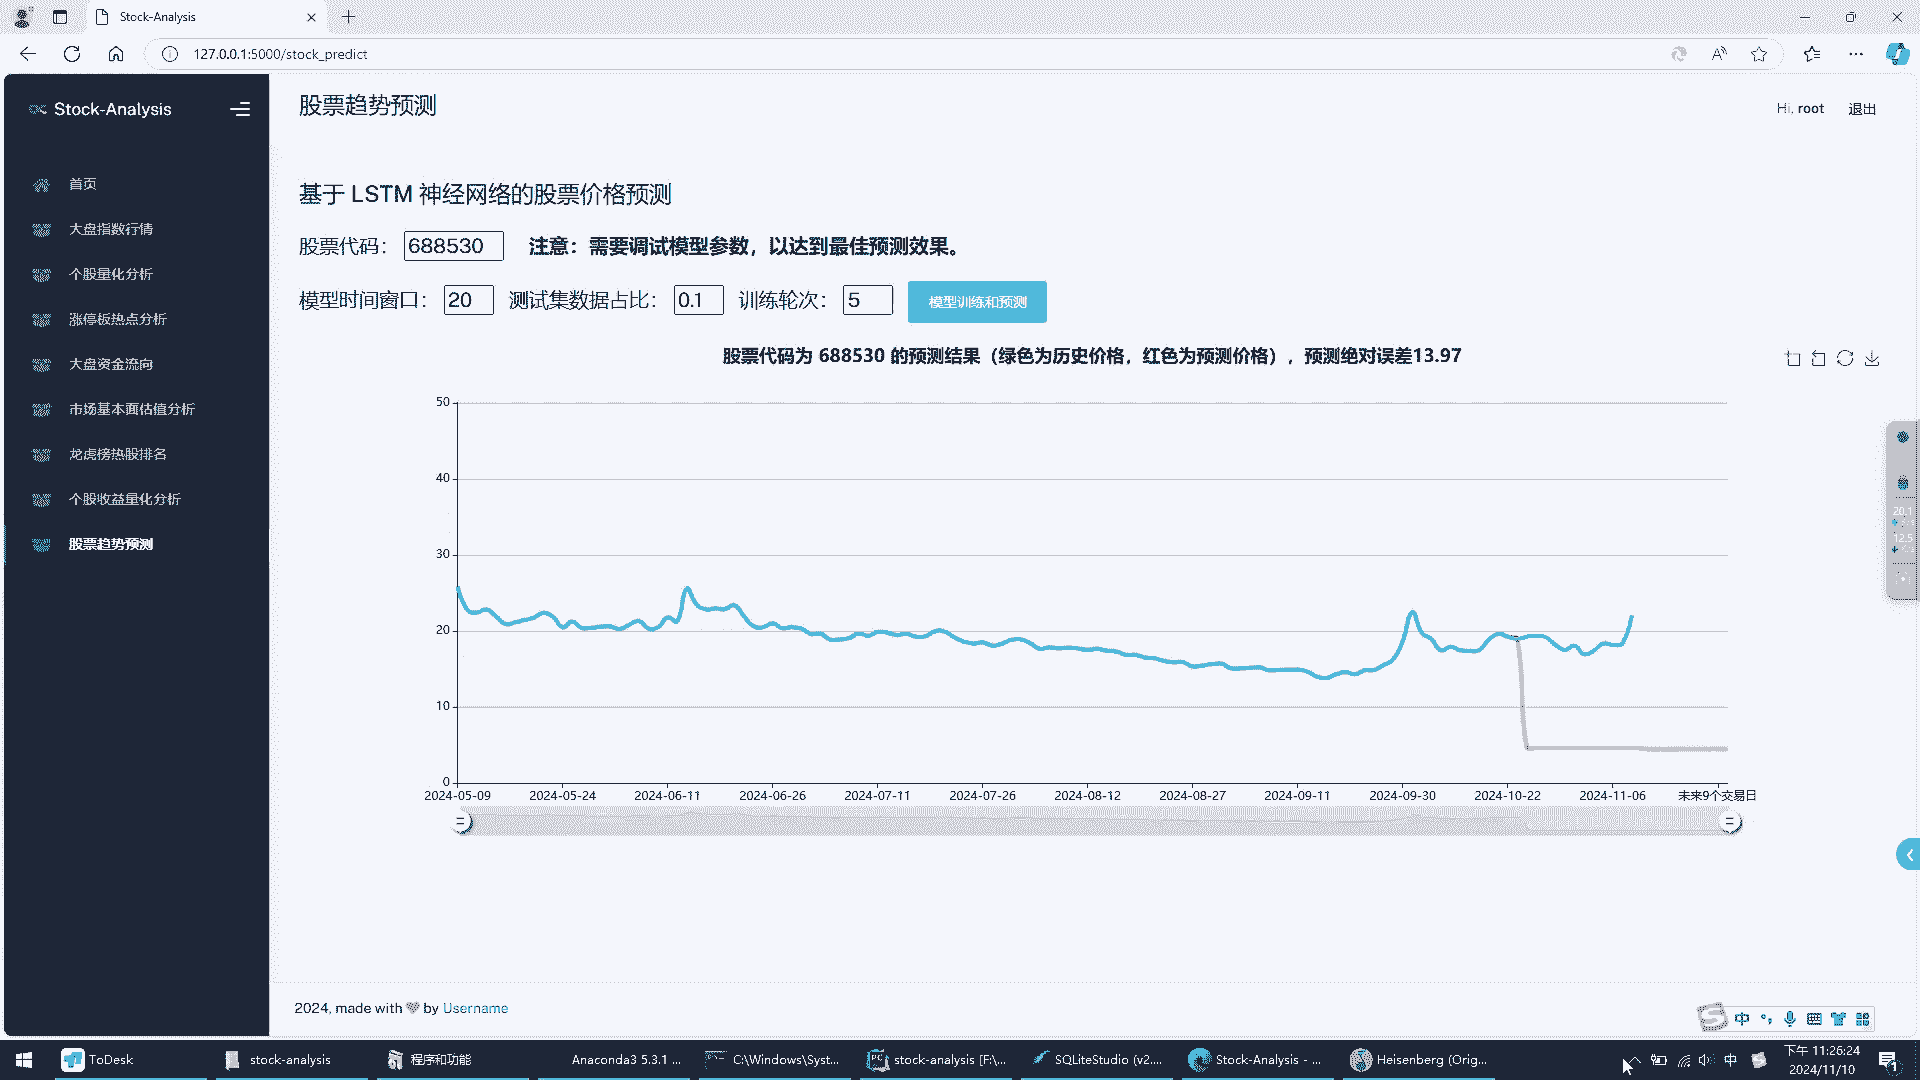 Stock-Analysis
127.0.0.1:5000/stock_predict
Stock-Analysis
股票趋势预测
Hi, root 退出
首页
大盘指数行情
个股量化分析
涨停板热点分析
大盘资金流向
市场基本面估值分析
龙虎榜热股排名
个股收益量化分析
股票趋势预测
基于 LSTM 神经网络的股票价格预测
股票代码： 688530 注意：需要调试模型参数，以达到最佳预测效果。
模型时间窗口： 20 测试集数据占比： 0.1 训练轮次： 5 模型训练和预测
股票代码为 688530 的预测结果（绿色为历史价格，红色为预测价格），预测绝对误差13.97
50
40
30
20
10
0
2024-05-09 2024-05-24 2024-06-11 2024-06-26 2024-07-11 2024-07-26 2024-08-12 2024-08-27 2024-09-11 2024-09-30 2024-10-22 2024-11-06 未来9个交易日
20.1
12.5
2024, made with by Username
中
ToDesk stock-analysis 程序和功能 Anaconda3 5.3.1 ... C:\Windows\Syst... stock-analysis [F:\... SQLiteStudio (v2.... Stock-Analysis - ... Heisenberg (Orig...
中
下午 11:26:24
2024/11/10